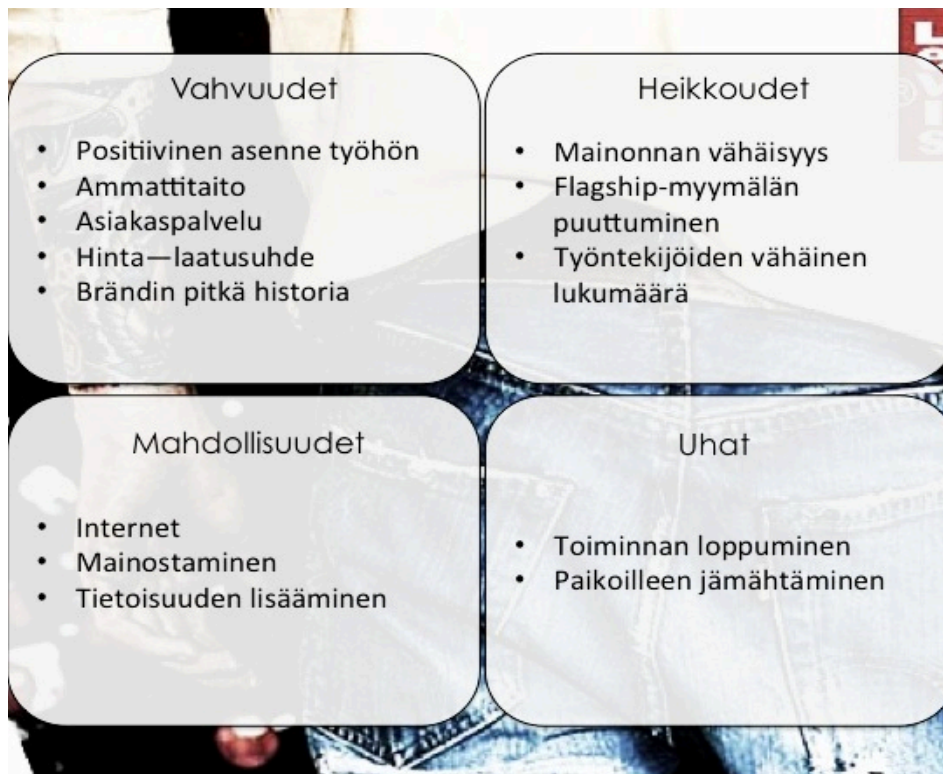 Vahvuudet
• Positiivinen asenne työhön
• Ammattitaito
• Asiakaspalvelu
• Hinta—laatusuhde
• Brändin pitkä historia
Heikkoudet
• Mainonnan vähäisyys
• Flagship-myymälän
puuttuminen
• Työntekijöiden vähäinen
lukumäärä
Mahdollisuudet
• Internet
• Mainostaminen
• Tietoisuuden lisääminen
Uhat
• Toiminnan loppuminen
• Paikoilleen jämähtäminen
Levi's
®